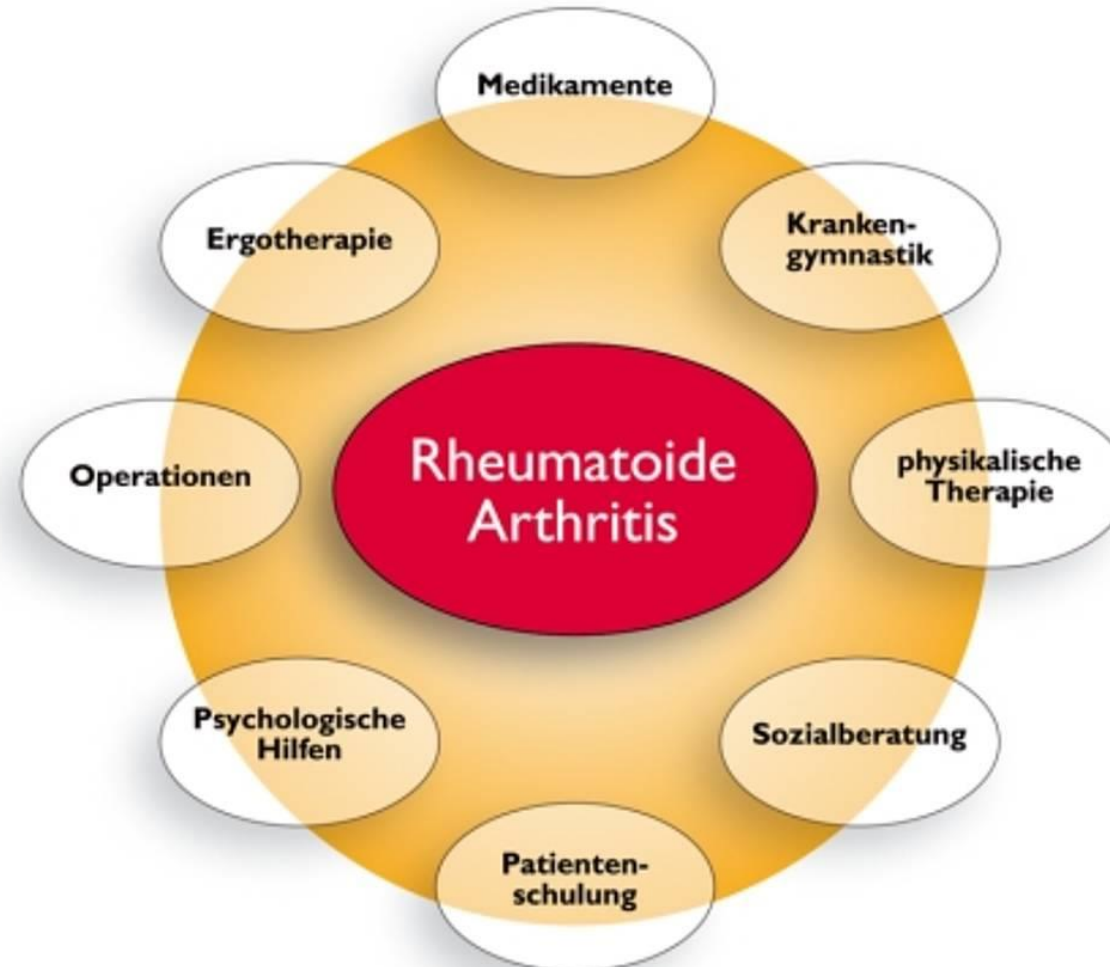 Medikamente
Ergotherapie
Kranken-
gymnastik
Rheumatoide
Arthritis
Operationen
physikalische
Therapie
Psychologische
Hilfen
Sozialberatung
Patienten-
schulung